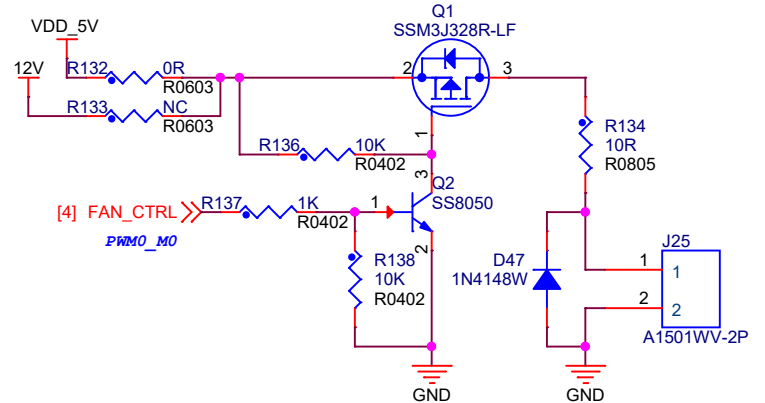 Q1
SSM3J328R-LF
VDD_5V
12V
R132
0R
R0603
R133
NC
R0603
2
3
1
R136
10K
R0402
R134
10R
R0805
3
Q2
SS8050
[4] FAN_CTRL
R137
1K
R0402
1
PWM0_M0
2
R138
10K
R0402
D47
1N4148W
J25
1
1
2
2
A1501WV-2P
GND
GND